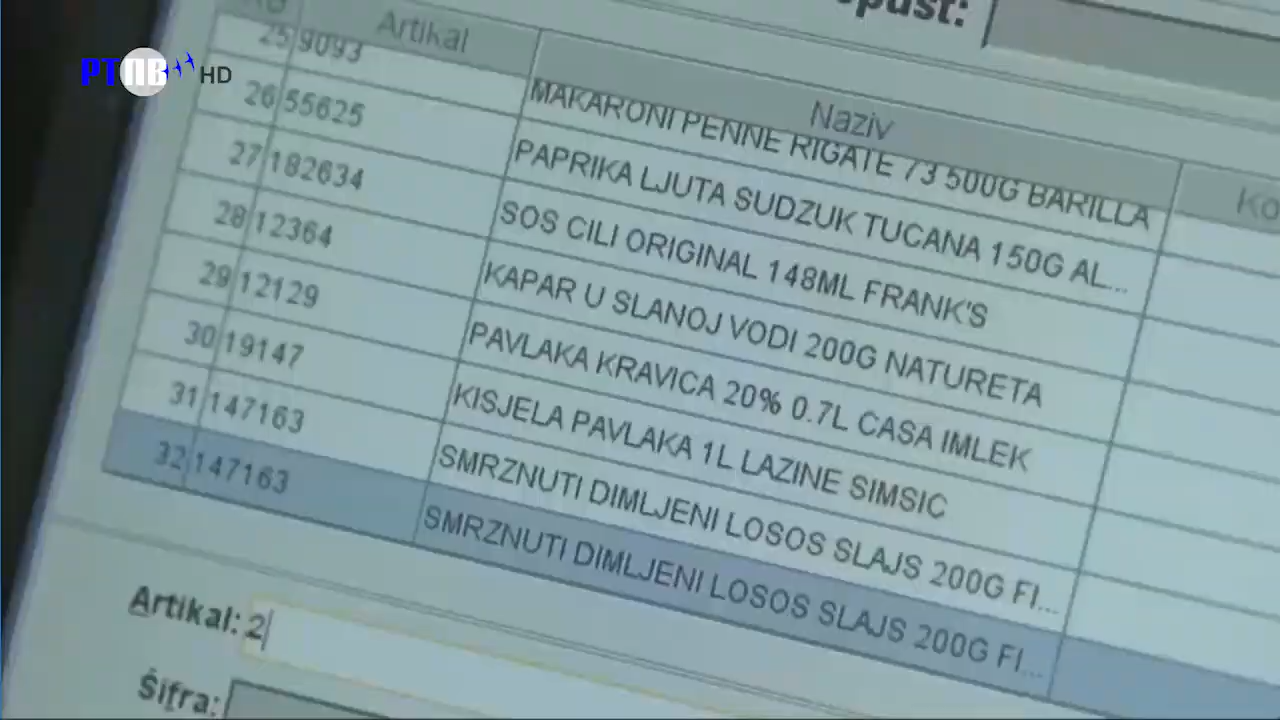 РТПВ HD
opust:
Artikal Naziv Ko
25 9093 MAKARONI PENNE RIGATE 73 500G BARILLA
26 55625 PAPRIKA LJUTA SUDZUK TUCANA 150G AL...
27 182634 SOS CILI ORIGINAL 148ML FRANK'S
28 12364 KAPAR U SLANOJ VODI 200G NATURETA
29 12129 PAVLAKA KRAVICA 20% 0.7L CASA IMLEK
30 19147 KISJELA PAVLAKA 1L LAZINE SIMSIC
31 147163 SMRZNUTI DIMLJENI LOSOS SLAJS 200G FI...
32 147163 SMRZNUTI DIMLJENI LOSOS SLAJS 200G FI...
Artikal: 2
Šifra: